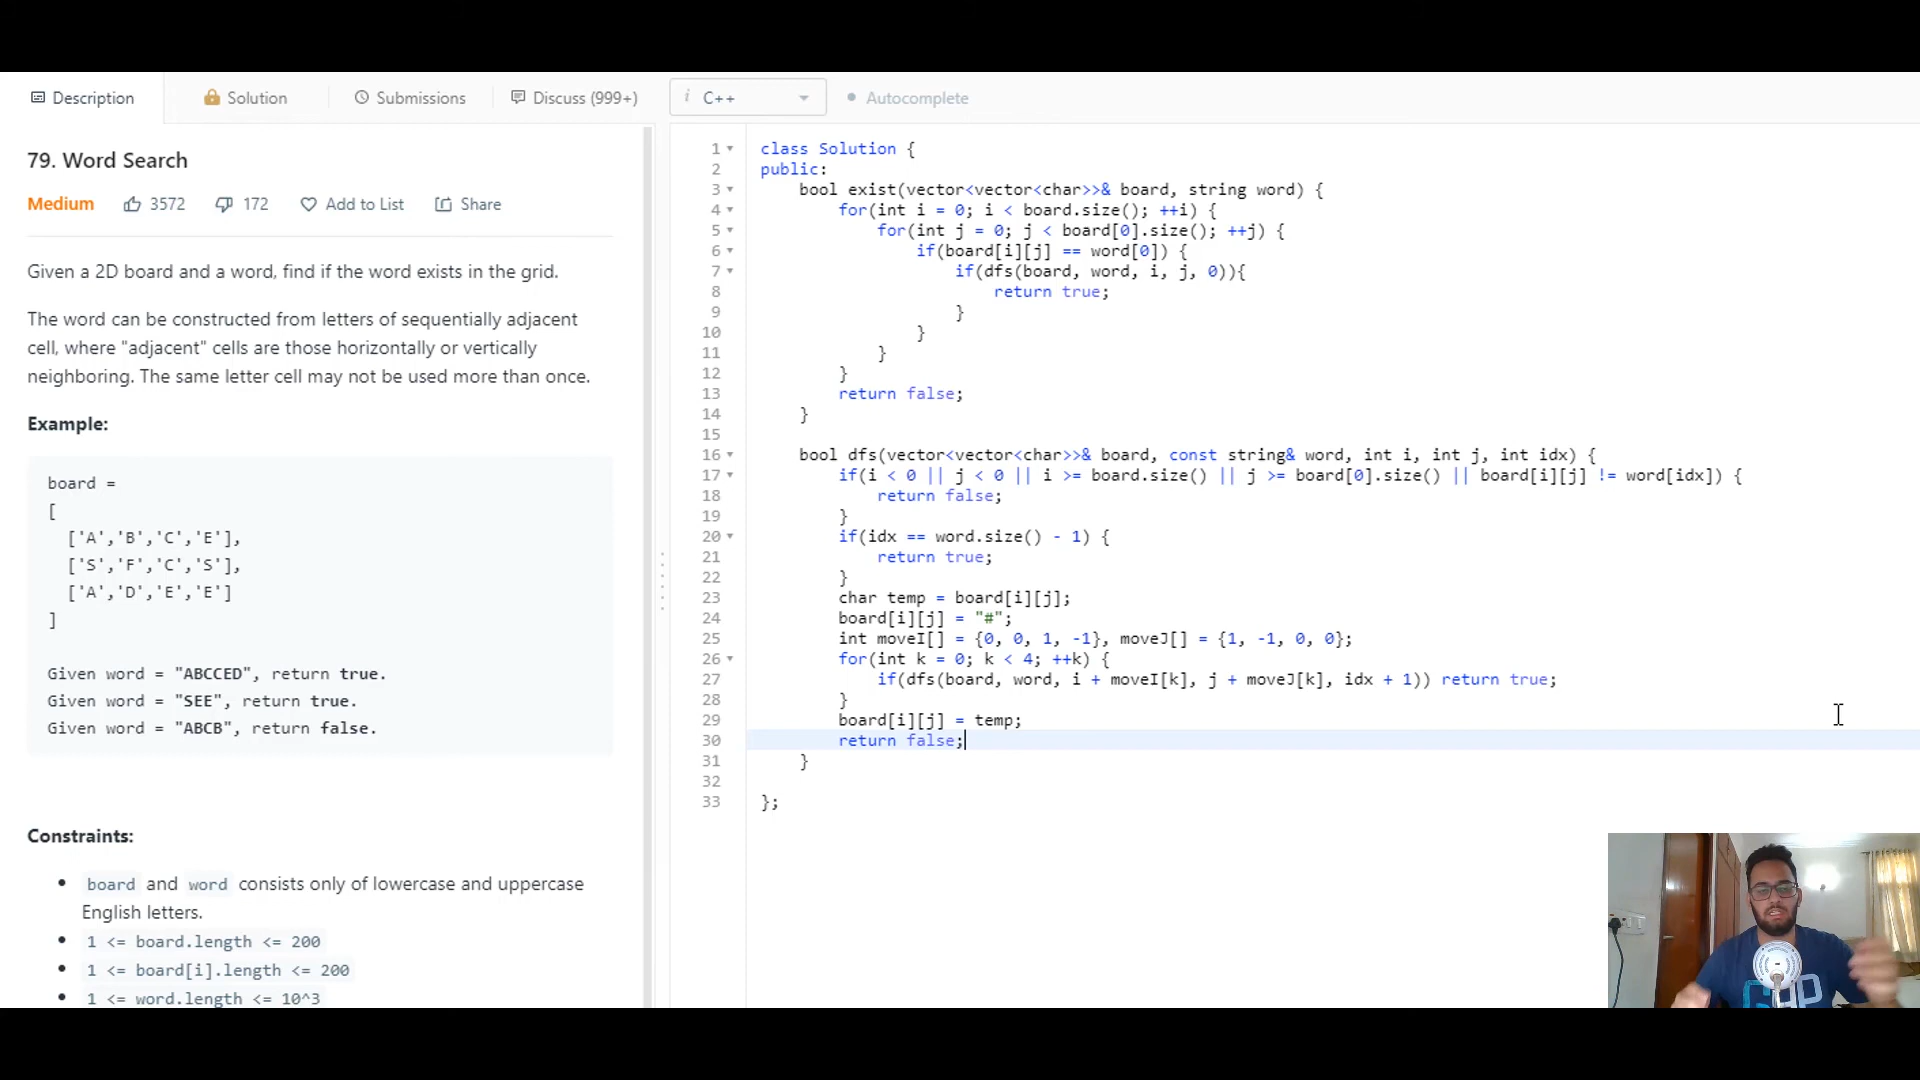 Description
Solution
Submissions
Discuss (999+)
i C++
Autocomplete
79. Word Search
Medium 3572 172 Add to List Share
Given a 2D board and a word, find if the word exists in the grid.
The word can be constructed from letters of sequentially adjacent
cell, where "adjacent" cells are those horizontally or vertically
neighboring. The same letter cell may not be used more than once.
Example:
board =
[
['A','B','C','E'],
['S','F','C','S'],
['A','D','E','E']
]
Given word = "ABCCED", return true.
Given word = "SEE", return true.
Given word = "ABCB", return false.
Constraints:
• board and word consists only of lowercase and uppercase
English letters.
• 1 <= board.length <= 200
• 1 <= board[i].length <= 200
• 1 <= word.length <= 10^3
1 class Solution {
2 public:
3 bool exist(vector<vector<char>>& board, string word) {
4 for(int i = 0; i < board.size(); ++i) {
5 for(int j = 0; j < board[0].size(); ++j) {
6 if(board[i][j] == word[0]) {
7 if(dfs(board, word, i, j, 0)){
8 return true;
9 }
10 }
11 }
12 }
13 return false;
14 }
15
16 bool dfs(vector<vector<char>>& board, const string& word, int i, int j, int idx) {
17 if(i < 0 || j < 0 || i >= board.size() || j >= board[0].size() || board[i][j] != word[idx]) {
18 return false;
19 }
20 if(idx == word.size() - 1) {
21 return true;
22 }
23 char temp = board[i][j];
24 board[i][j] = "#";
25 int moveI[] = {0, 0, 1, -1}, moveJ[] = {1, -1, 0, 0};
26 for(int k = 0; k < 4; ++k) {
27 if(dfs(board, word, i + moveI[k], j + moveJ[k], idx + 1)) return true;
28 }
29 board[i][j] = temp;
30 return false;
31 }
32
33 };